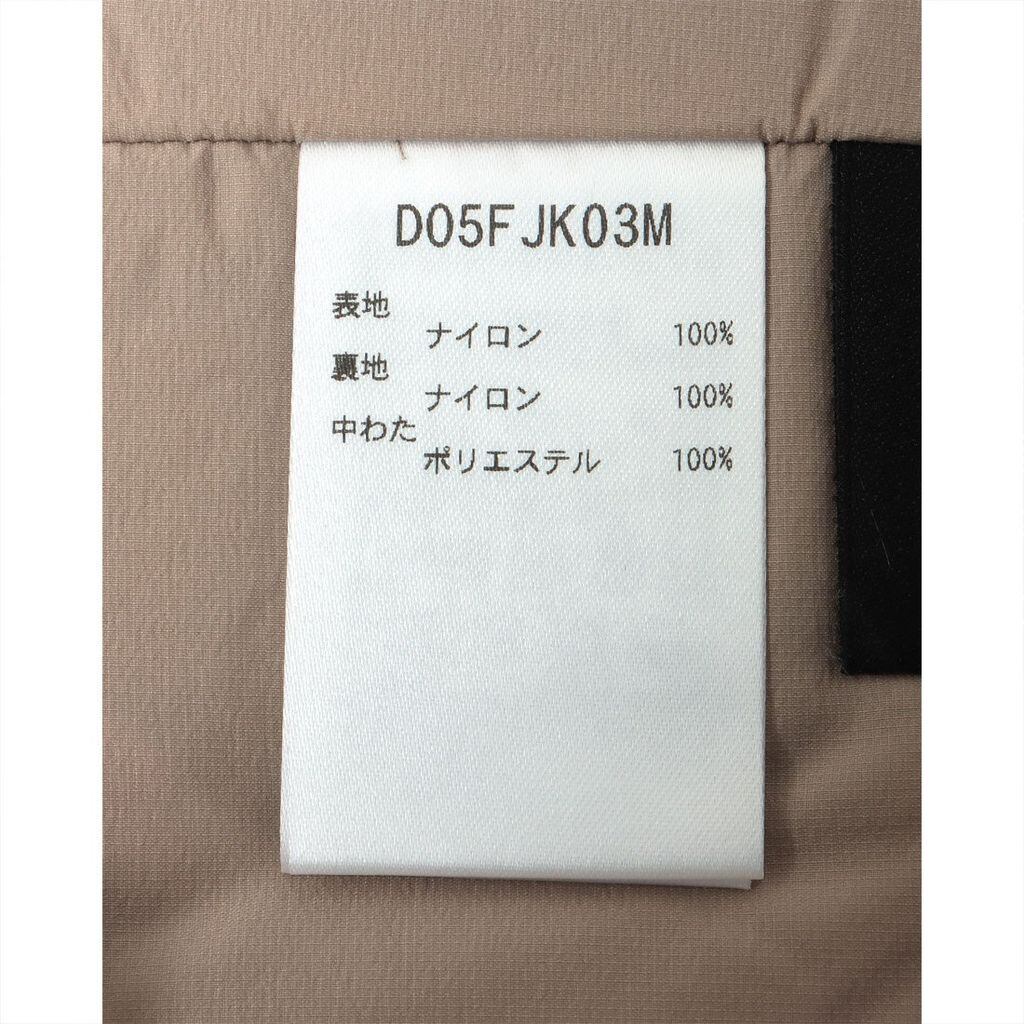 D05FJK03M
表地
ナイロン 100%
裏地
ナイロン 100%
中わた
ポリエステル 100%